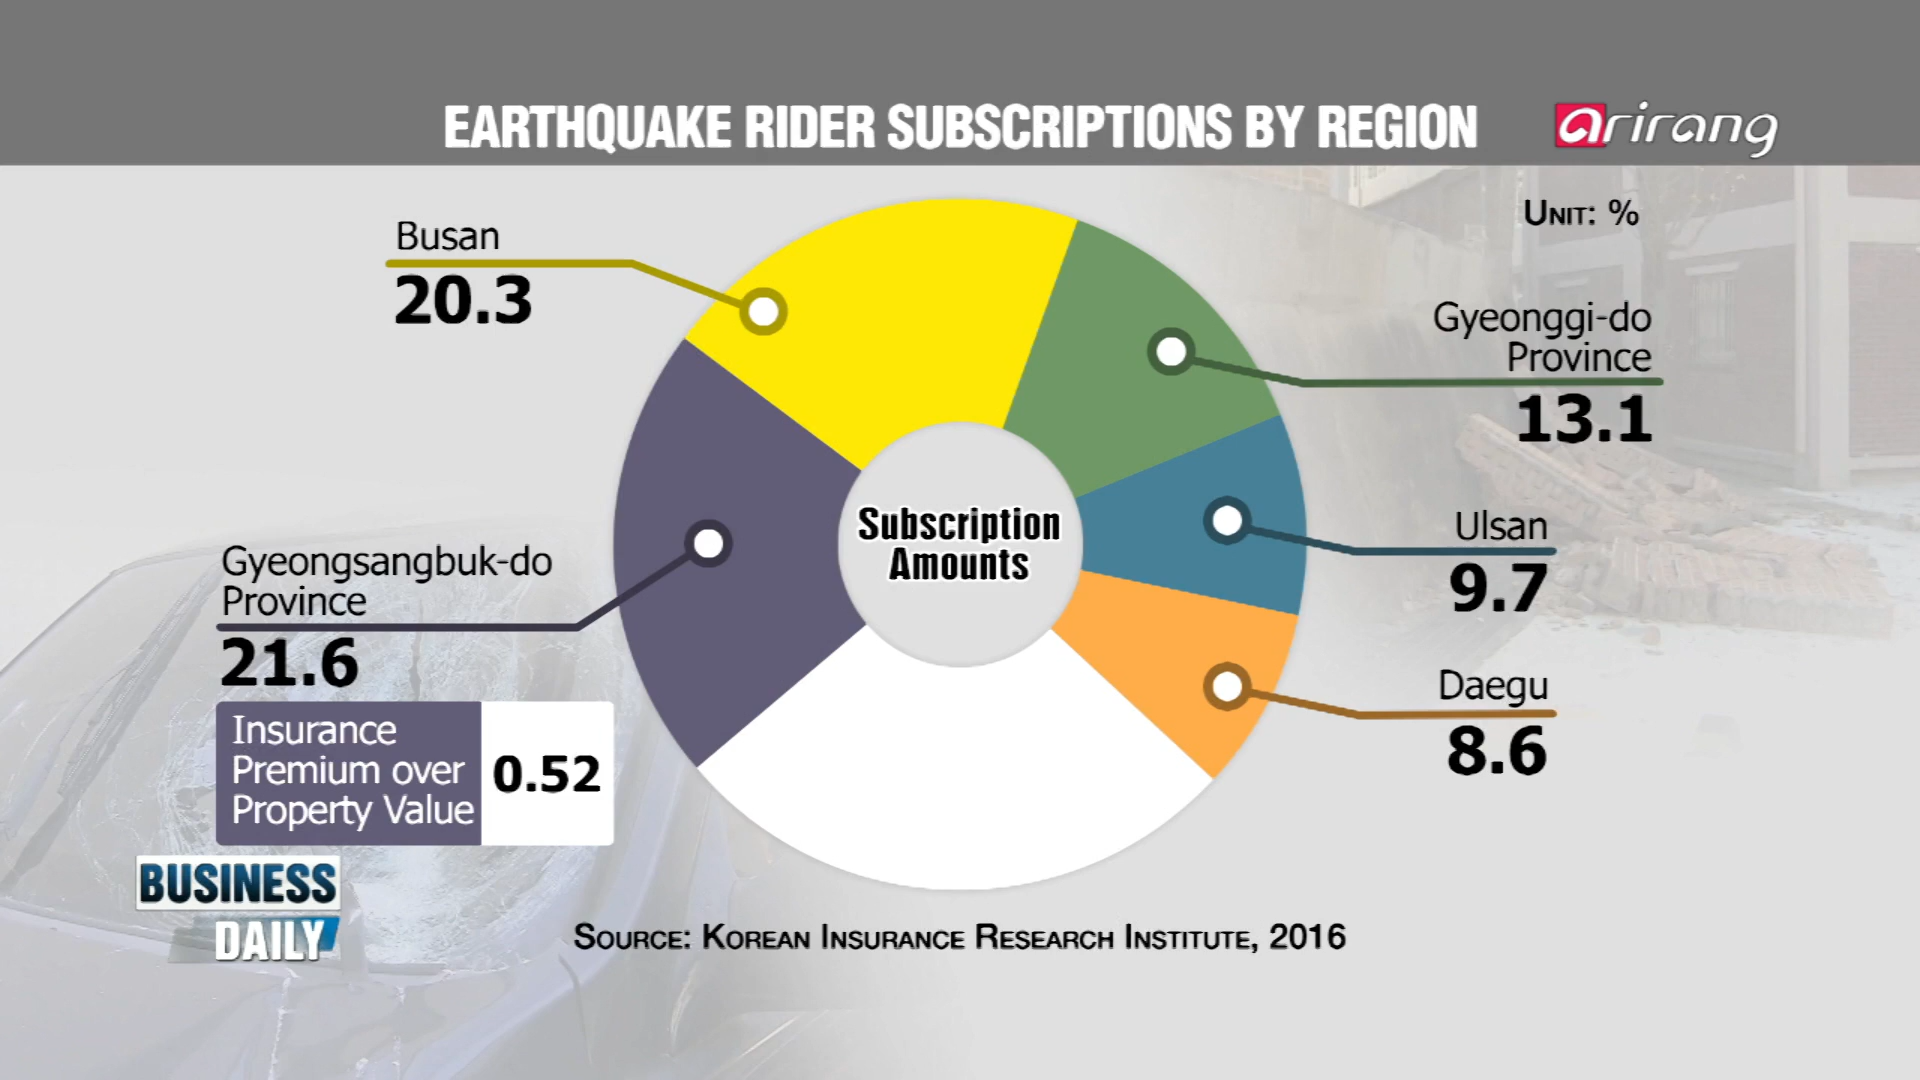 EARTHQUAKE RIDER SUBSCRIPTIONS BY REGION
arirang
UNIT: %
Busan
20.3
Gyeonggi-do
Province
13.1
Subscription
Amounts
Ulsan
9.7
Gyeongsangbuk-do
Province
21.6
Daegu
8.6
Insurance
Premium over
Property Value
0.52
BUSINESS
DAILY
SOURCE: KOREAN INSURANCE RESEARCH INSTITUTE, 2016